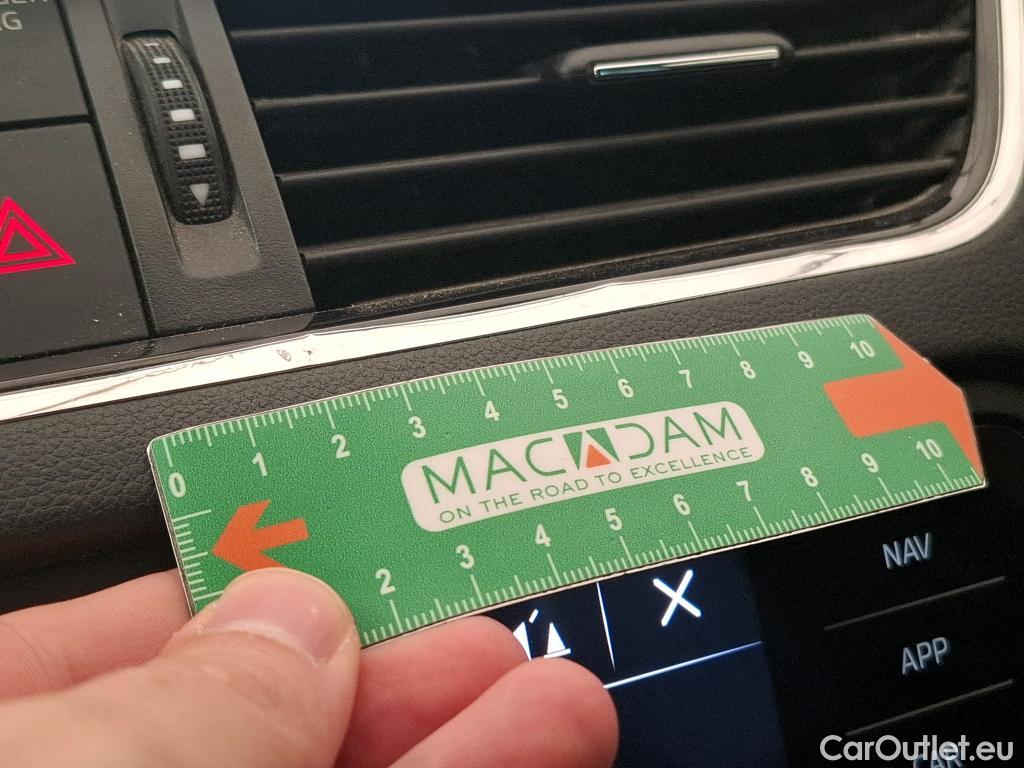 0 1 2 3 4 5 6 7 8 9 10
MACADAM
ON THE ROAD TO EXCELLENCE
2 3 4 5 6 7 8 9 10
NAV
APP
CAR
CarOutlet.eu